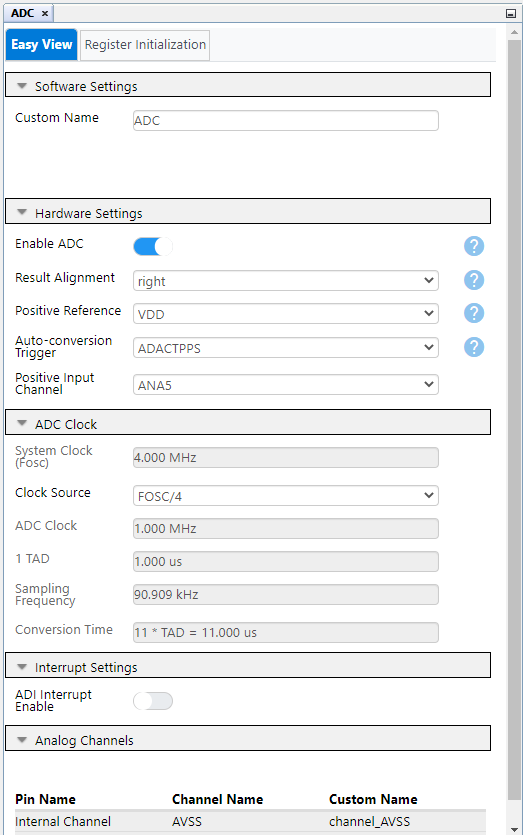 ADC ×
Easy View Register Initialization
Software Settings
Custom Name ADC
Hardware Settings
Enable ADC ?
Result Alignment right ?
Positive Reference VDD ?
Auto-conversion
Trigger ADACTPPS ?
Positive Input
Channel ANA5
ADC Clock
System Clock
(Fosc) 4.000 MHz
Clock Source FOSC/4
ADC Clock 1.000 MHz
1 TAD 1.000 us
Sampling
Frequency 90.909 kHz
Conversion Time 11 * TAD = 11.000 us
Interrupt Settings
ADI Interrupt
Enable
Analog Channels
Pin Name Channel Name Custom Name
Internal Channel AVSS channel_AVSS